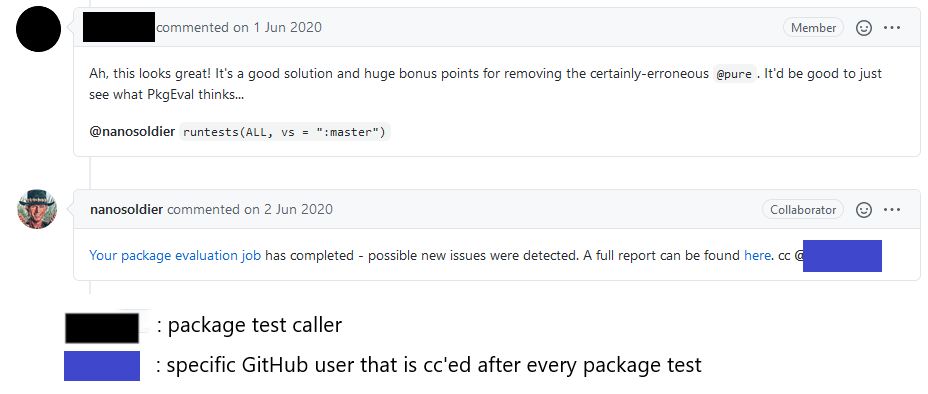 commented on 1 Jun 2020 Member
Ah, this looks great! It's a good solution and huge bonus points for removing the certainly-erroneous @pure . It'd be good to just
see what PkgEval thinks...
@nanosoldier runtests(ALL, vs = ":master")
nanosoldier commented on 2 Jun 2020 Collaborator
Your package evaluation job has completed - possible new issues were detected. A full report can be found here. cc @
: package test caller
: specific GitHub user that is cc'ed after every package test